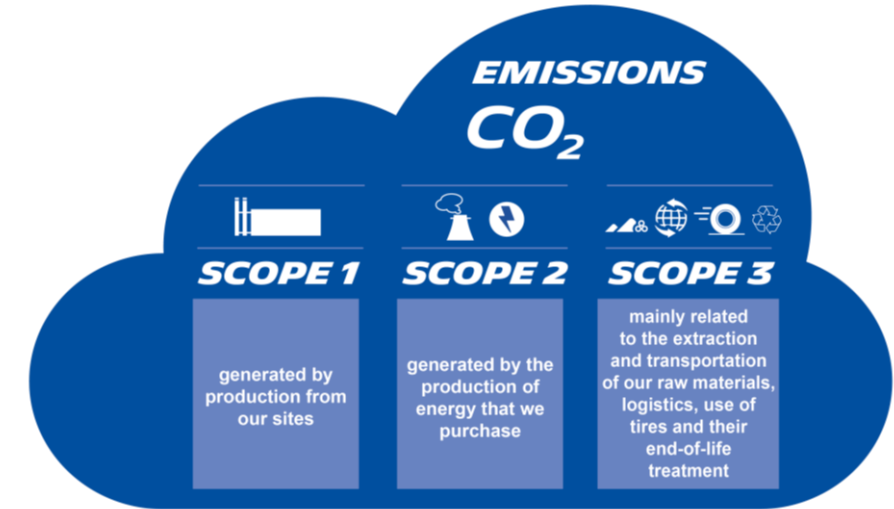 EMISSIONS
CO₂
SCOPE 1
generated by
production from
our sites
SCOPE 2
generated by the
production of
energy that we
purchase
SCOPE 3
mainly related
to the extraction
and transportation
of our raw materials,
logistics, use of
tires and their
end-of-life
treatment